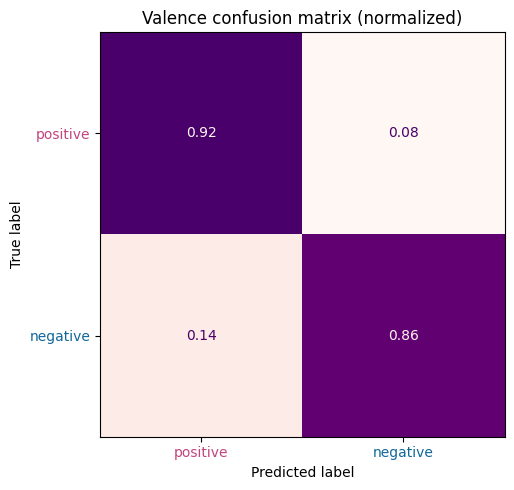 Valence confusion matrix (normalized)
True label
positive
0.92
0.08
negative
0.14
0.86
positive
negative
Predicted label